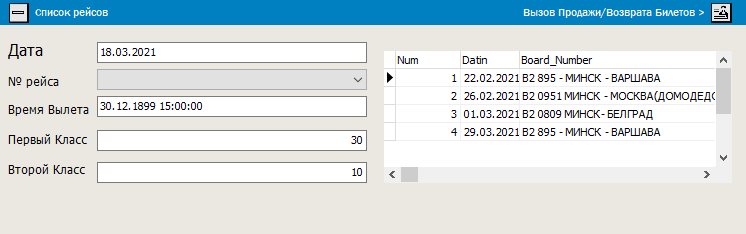 Список рейсов
Вызов Продажи/Возврата Билетов >
Дата 18.03.2021
№ рейса
Время Вылета 30.12.1899 15:00:00
Первый Класс 30
Второй Класс 10
Num Datin Board_Number
1 22.02.2021 B2 895 - МИНСК - ВАРШАВА
2 26.02.2021 B2 0951 МИНСК - МОСКВА(ДОМОДЕДО
3 01.03.2021 B2 0809 МИНСК- БЕЛГРАД
4 29.03.2021 B2 895 - МИНСК - ВАРШАВА